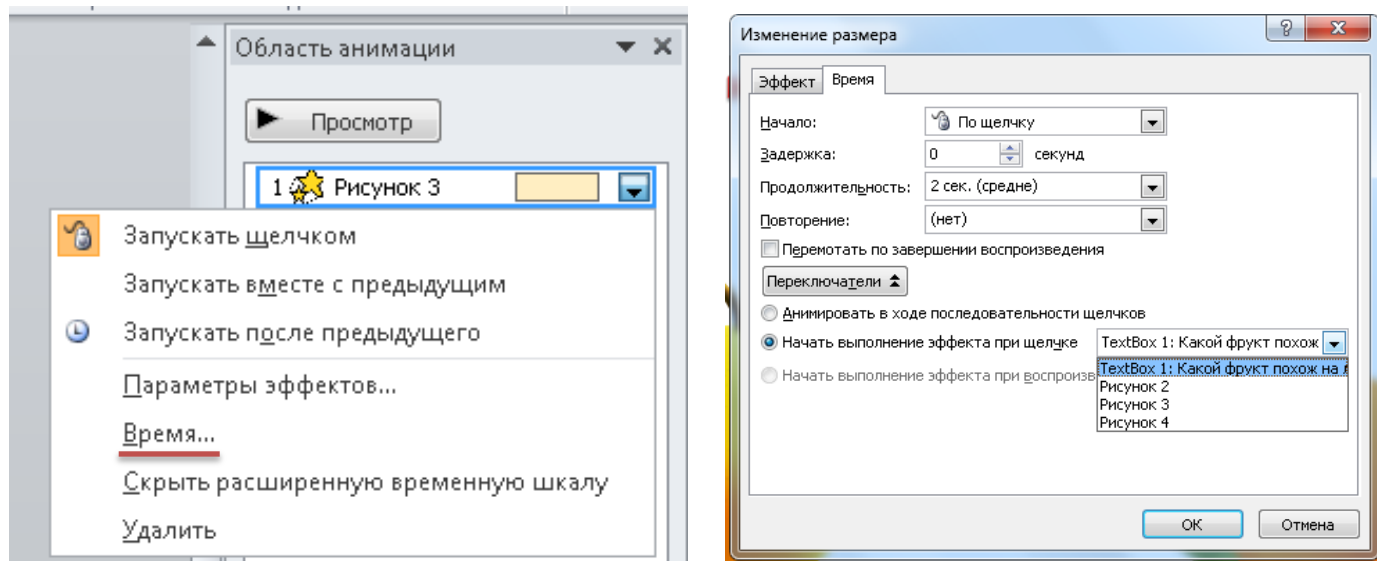 Область анимации
Просмотр
1 Рисунок 3
Запускать щелчком
Запускать вместе с предыдущим
Запускать после предыдущего
Параметры эффектов...
Время...
Скрыть расширенную временную шкалу
Удалить
Изменение размера
Эффект Время
Начало: По щелчку
Задержка: 0 секунд
Продолжительность: 2 сек. (средне)
Повторение: (нет)
Перемотать по завершении воспроизведения
Переключатели
Анимировать в ходе последовательности щелчков
Начать выполнение эффекта при щелчке TextBox 1: Какой фрукт похож
Начать выполнение эффекта при воспроизв
TextBox 1: Какой фрукт похож на
Рисунок 2
Рисунок 3
Рисунок 4
ОК Отмена